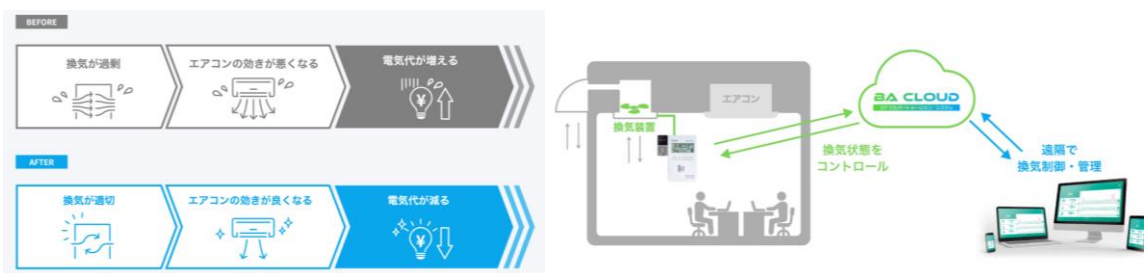 BEFORE
換気が過剰
エアコンの効きが悪くなる
電気代が増える
AFTER
換気が適切
エアコンの効きが良くなる
電気代が減る
エアコン
換気装置
BA CLOUD
換気状態を
コントロール
遠隔で
換気制御・管理